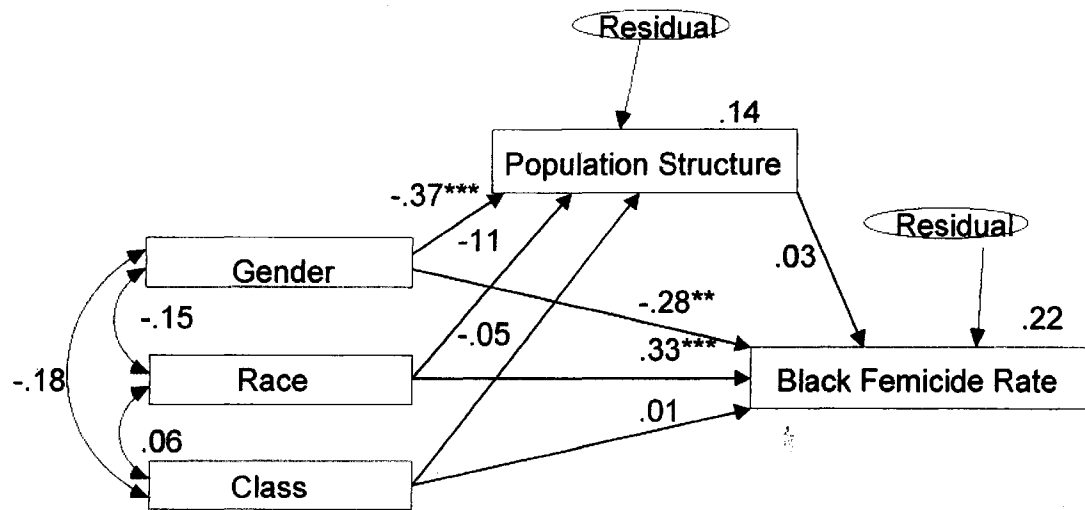 Residual
.14
Population Structure
-.37***
-11
Residual
.03
Gender
-.28**
.22
-.15
-.05
.33***
-.18
Race
Black Femicide Rate
.01
.06
Class